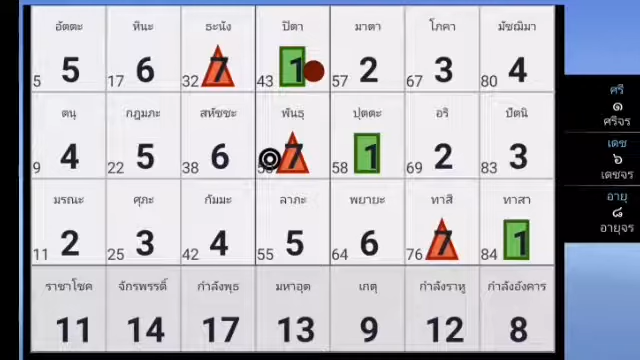 อัตตะ หินะ ธะนัง ปิตา มาตา โภคา มัชฌิมา
5 5 17 6 32 7 43 1 57 2 67 3 80 4
ตนุ กฎุมภะ สหัชชะ พันธุ ปุตตะ อริ ปัตนิ
9 4 22 5 38 6 7 58 1 69 2 83 3
มรณะ ศุภะ กัมมะ ลาภะ พยายะ ทาสี ทาสา
11 2 25 3 42 4 55 5 64 6 76 7 84 1
ราชาโชค จักรพรรดิ์ กำลังพุธ มหาอุต เกตุ กำลังราหู กำลังอังคาร
11 14 17 13 9 12 8
ศรี
๑
ศรีจร
เดช
๖
เดชจร
อายุ
๘
อายุจร